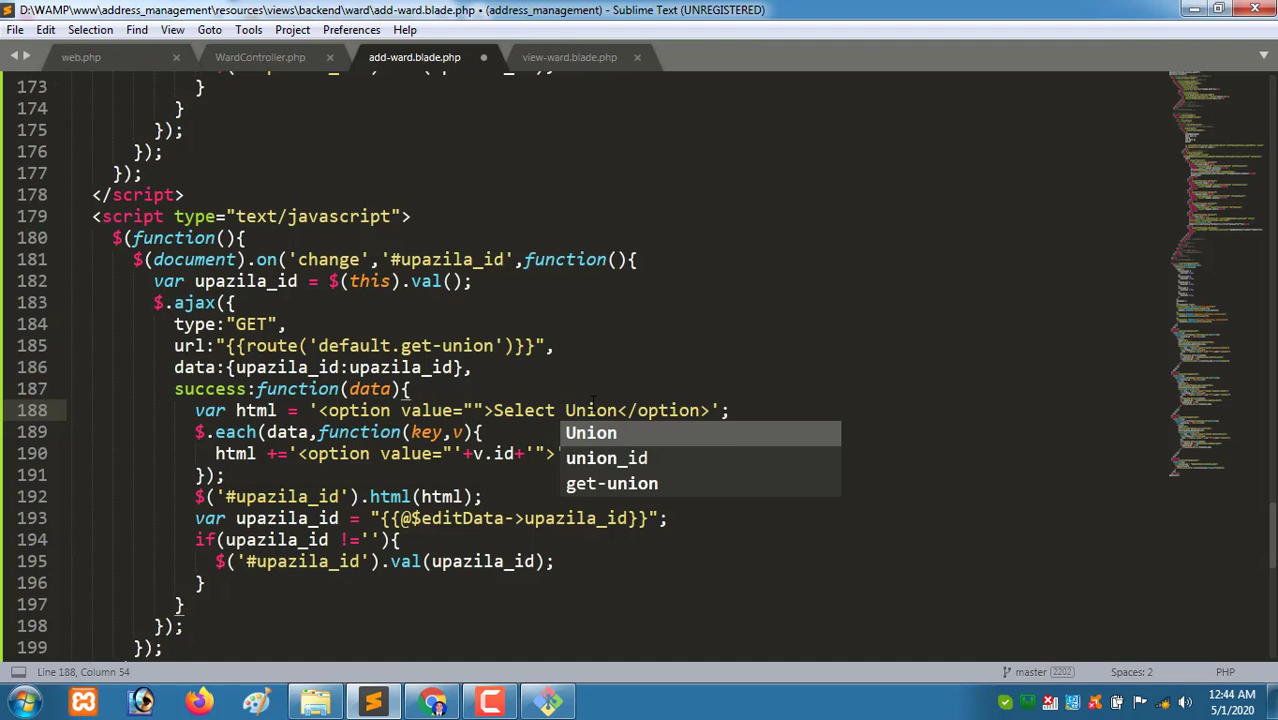 D:\WAMP\www\address_management\resources\views\backend\ward\add-ward.blade.php • (address_management) - Sublime Text (UNREGISTERED)
File Edit Selection Find View Goto Tools Project Preferences Help
web.php × WardController.php × add-ward.blade.php • view-ward.blade.php ×
173 }
174 }
175 });
176 });
177 });
178 </script>
179 <script type="text/javascript">
180 $(function(){
181 $(document).on('change','#upazila_id',function(){
182 var upazila_id = $(this).val();
183 $.ajax({
184 type:"GET",
185 url:"{{route('default.get-union')}}",
186 data:{upazila_id:upazila_id},
187 success:function(data){
188 var html = '<option value="">Select Union</option>';
189 $.each(data,function(key,v){
Union
190 html +='<option value="'+v.id+'">
union_id
191 });
get-union
192 $('#upazila_id').html(html);
193 var upazila_id = "{{@$editData->upazila_id}}";
194 if(upazila_id !=''){
195 $('#upazila_id').val(upazila_id);
196 }
197 }
198 });
199 });
Line 188, Column 54 master 2202 Spaces: 2 PHP
12:44 AM
5/1/2020